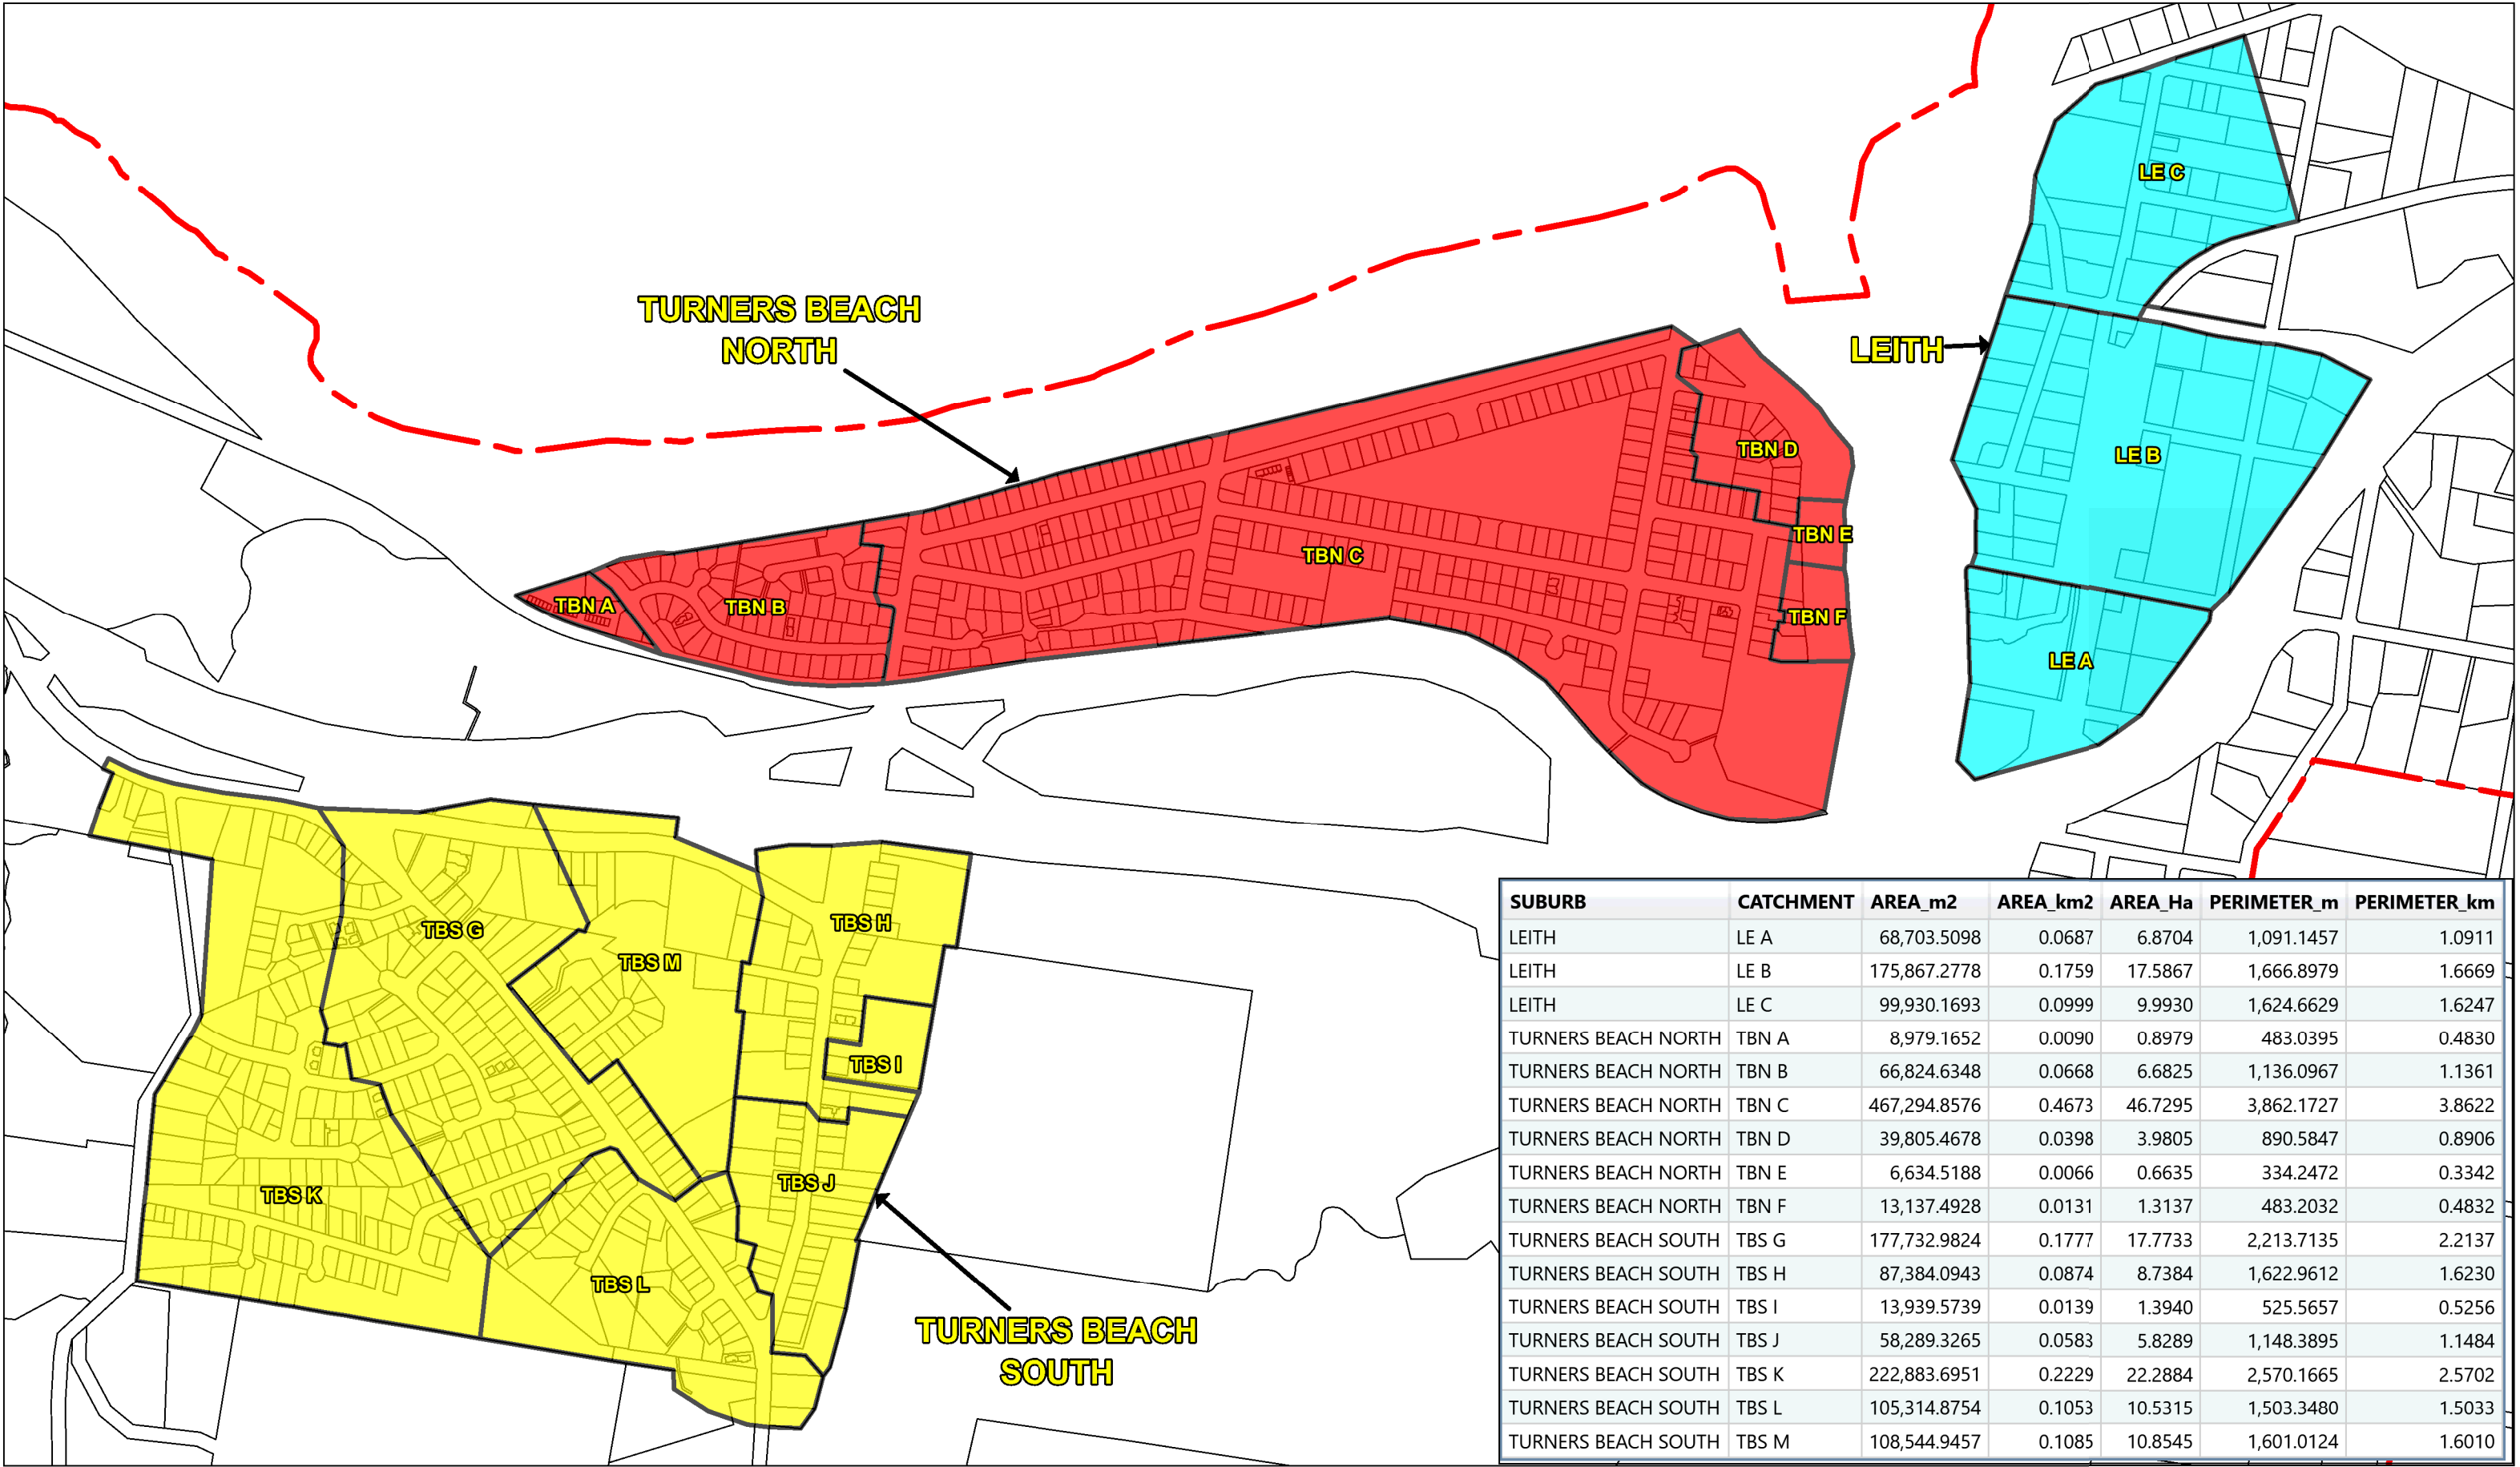 TURNERS BEACH
NORTH
LEITH
LE C
LE B
LE A
TBN A
TBN B
TBN C
TBN D
TBN E
TBN F
TBS G
TBS H
TBS M
TBS I
TBS J
TBS K
TBS L
TURNERS BEACH
SOUTH
SUBURB CATCHMENT AREA_m2 AREA_km2 AREA_Ha PERIMETER_m PERIMETER_km
LEITH LE A 68,703.5098 0.0687 6.8704 1,091.1457 1.0911
LEITH LE B 175,867.2778 0.1759 17.5867 1,666.8979 1.6669
LEITH LE C 99,930.1693 0.0999 9.9930 1,624.6629 1.6247
TURNERS BEACH NORTH TBN A 8,979.1652 0.0090 0.8979 483.0395 0.4830
TURNERS BEACH NORTH TBN B 66,824.6348 0.0668 6.6825 1,136.0967 1.1361
TURNERS BEACH NORTH TBN C 467,294.8576 0.4673 46.7295 3,862.1727 3.8622
TURNERS BEACH NORTH TBN D 39,805.4678 0.0398 3.9805 890.5847 0.8906
TURNERS BEACH NORTH TBN E 6,634.5188 0.0066 0.6635 334.2472 0.3342
TURNERS BEACH NORTH TBN F 13,137.4928 0.0131 1.3137 483.2032 0.4832
TURNERS BEACH SOUTH TBS G 177,732.9824 0.1777 17.7733 2,213.7135 2.2137
TURNERS BEACH SOUTH TBS H 87,384.0943 0.0874 8.7384 1,622.9612 1.6230
TURNERS BEACH SOUTH TBS I 13,939.5739 0.0139 1.3940 525.5657 0.5256
TURNERS BEACH SOUTH TBS J 58,289.3265 0.0583 5.8289 1,148.3895 1.1484
TURNERS BEACH SOUTH TBS K 222,883.6951 0.2229 22.2884 2,570.1665 2.5702
TURNERS BEACH SOUTH TBS L 105,314.8754 0.1053 10.5315 1,503.3480 1.5033
TURNERS BEACH SOUTH TBS M 108,544.9457 0.1085 10.8545 1,601.0124 1.6010